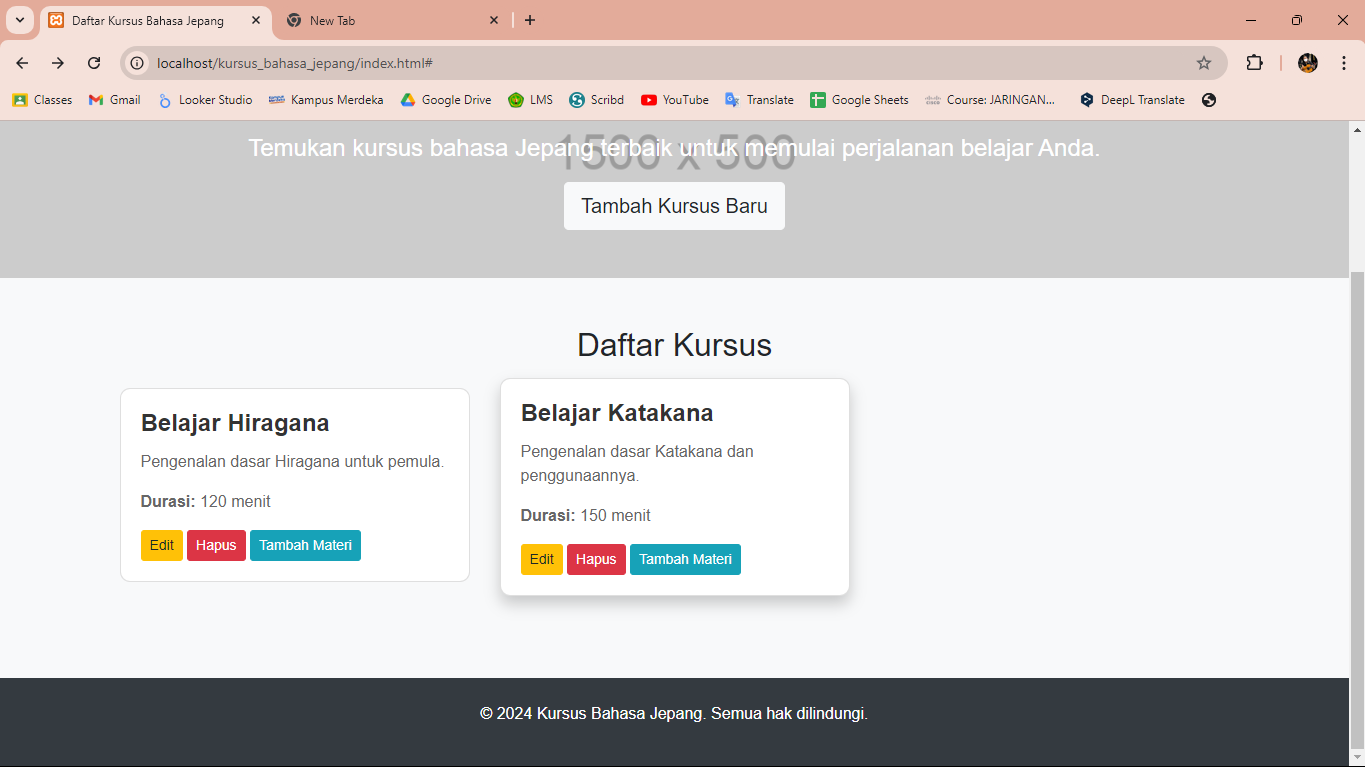 Daftar Kursus Bahasa Jepang
New Tab
localhost/kursus_bahasa_jepang/index.html#
Classes Gmail Looker Studio Kampus Merdeka Google Drive LMS Scribd YouTube Translate Google Sheets Course: JARINGAN... DeepL Translate
1500 x 500
Temukan kursus bahasa Jepang terbaik untuk memulai perjalanan belajar Anda.
Tambah Kursus Baru
Daftar Kursus
Belajar Hiragana
Pengenalan dasar Hiragana untuk pemula.
Durasi: 120 menit
Edit Hapus Tambah Materi
Belajar Katakana
Pengenalan dasar Katakana dan
penggunaannya.
Durasi: 150 menit
Edit Hapus Tambah Materi
© 2024 Kursus Bahasa Jepang. Semua hak dilindungi.